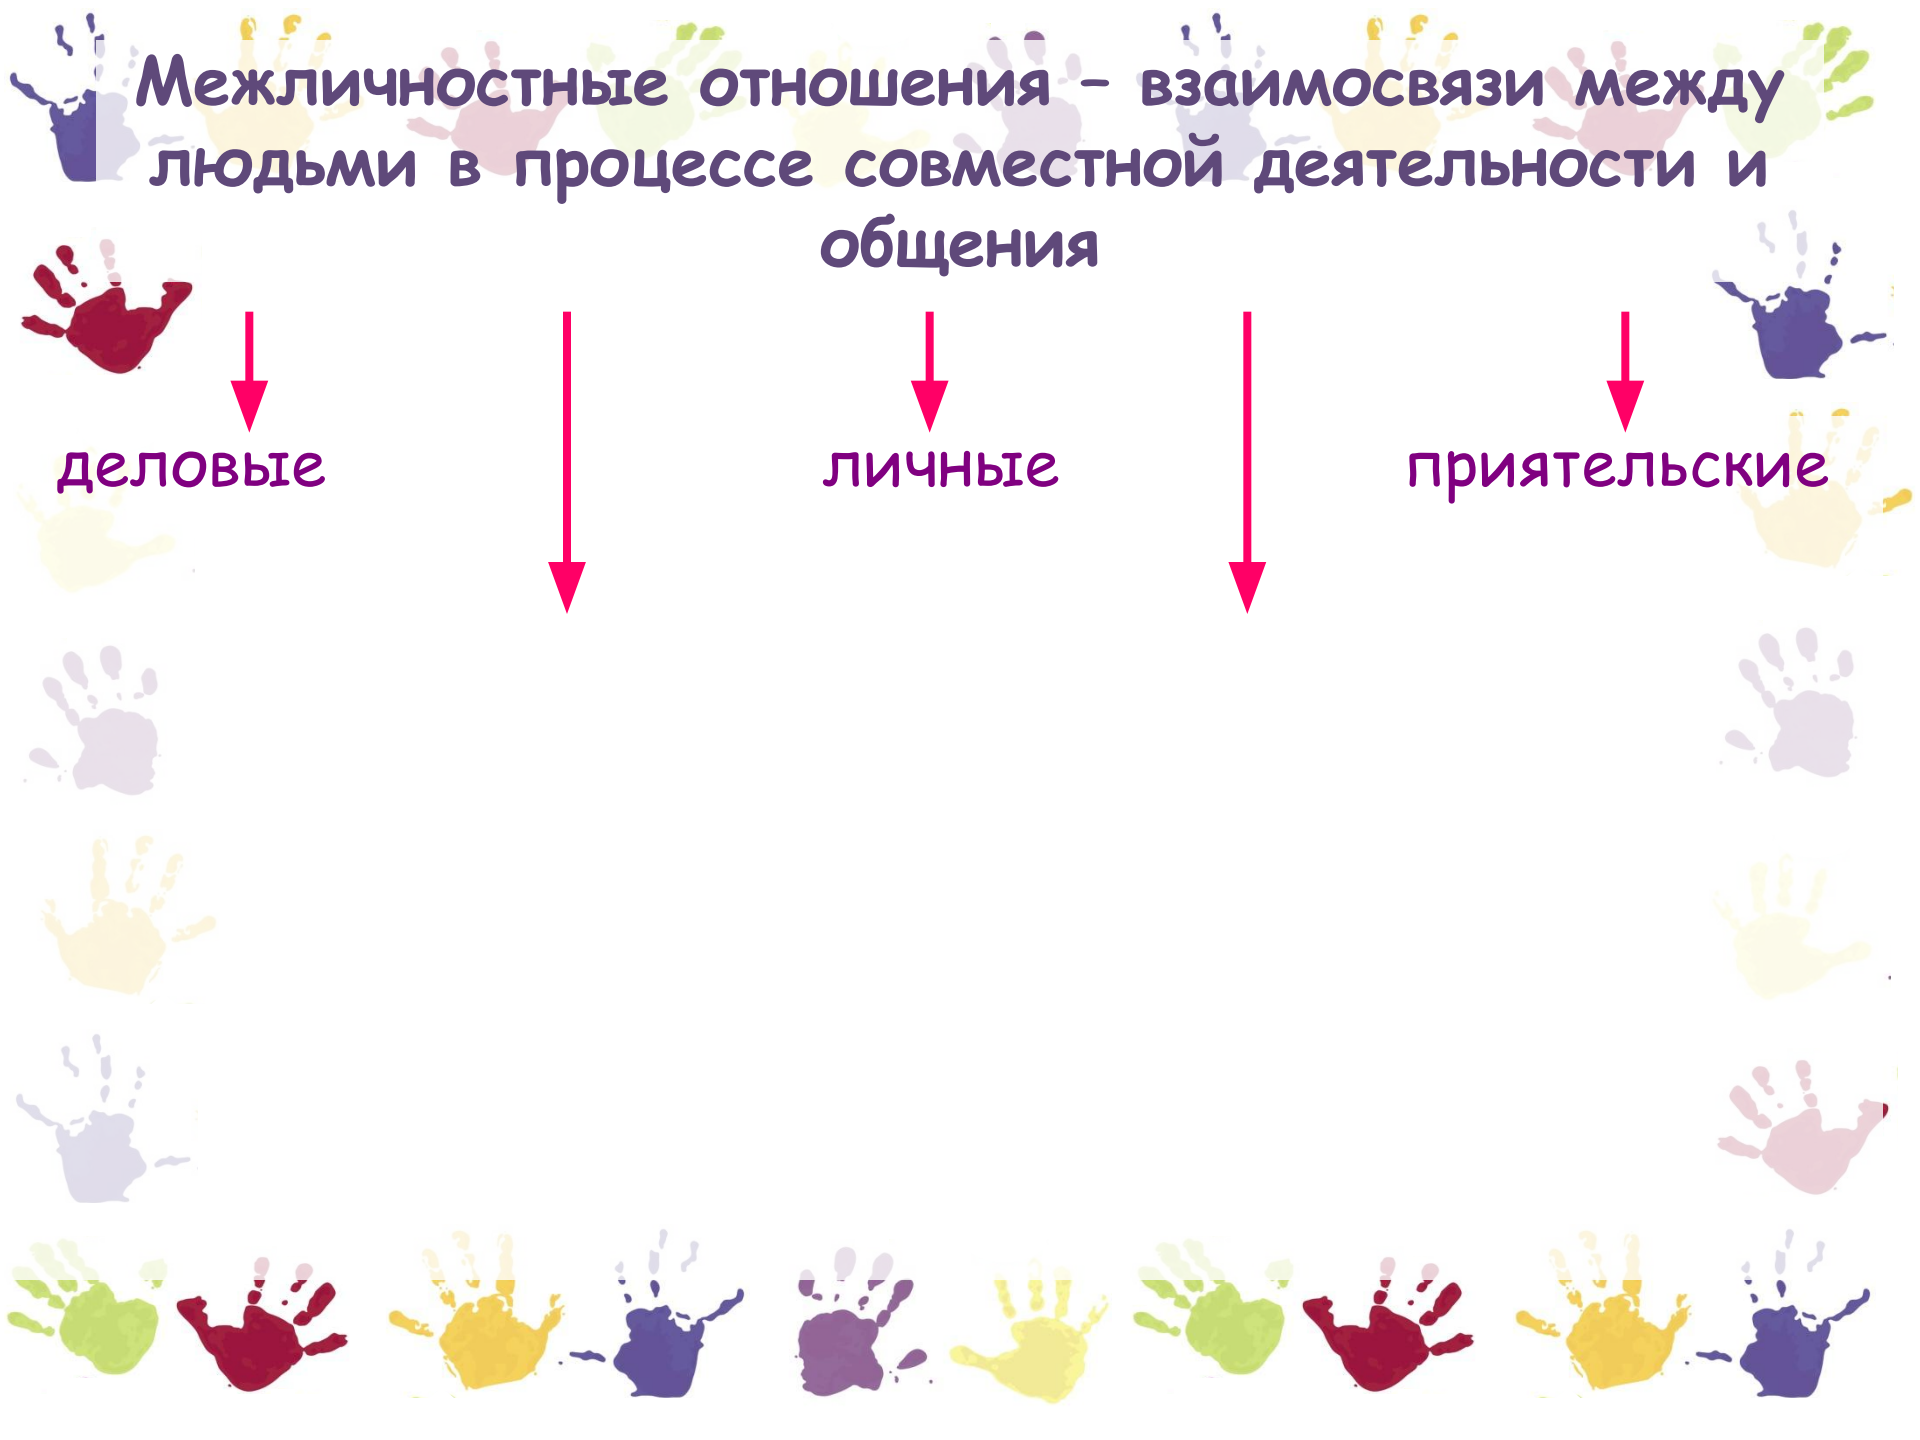 Межличностные отношения – взаимосвязи между
людьми в процессе совместной деятельности и
общения
деловые личные приятельские